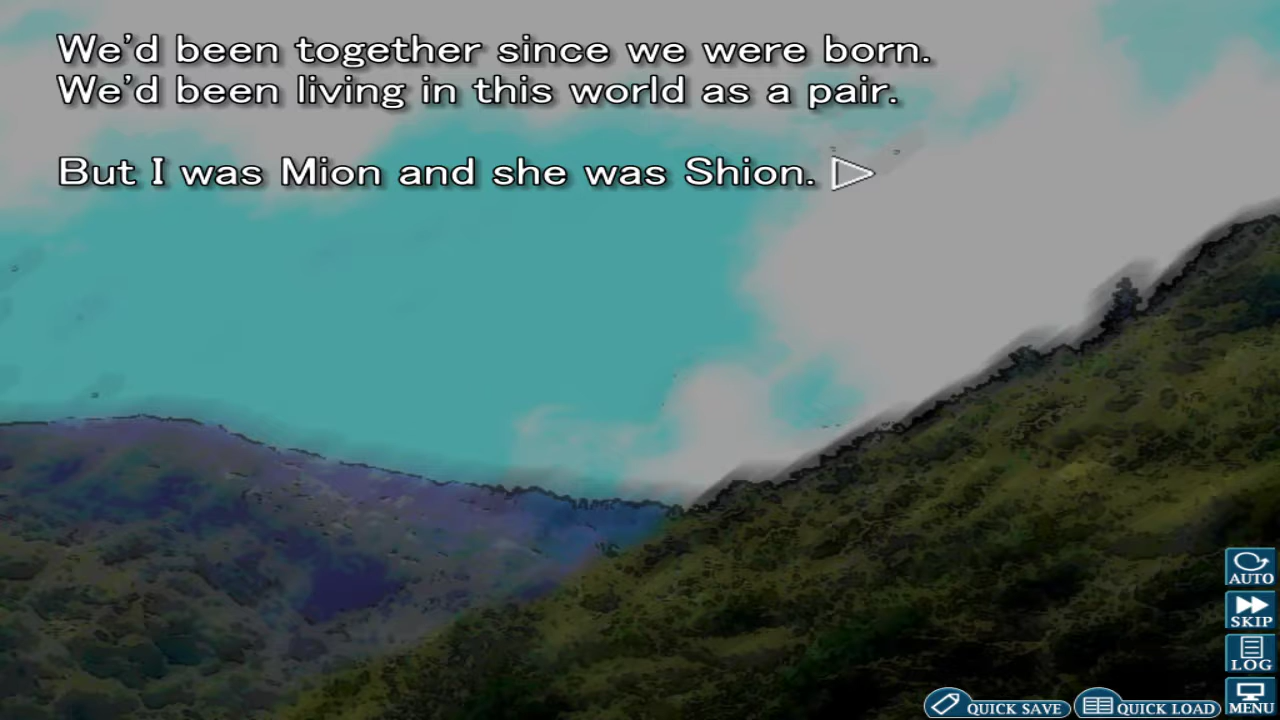 We'd been together since we were born.
We'd been living in this world as a pair.
But I was Mion and she was Shion.
AUTO
SKIP
LOG
QUICK SAVE
QUICK LOAD
MENU